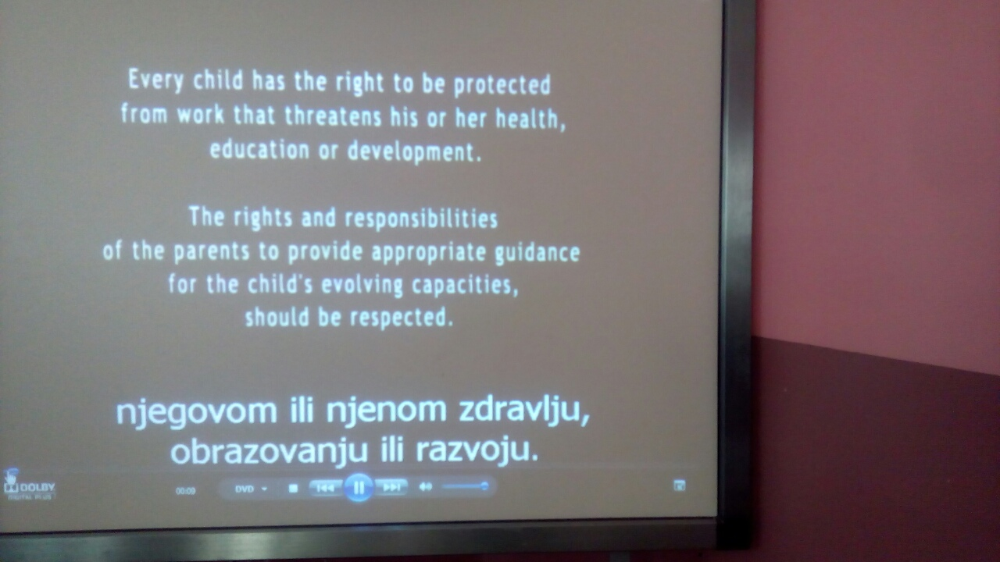 Every child has the right to be protected
from work that threatens his or her health,
education or development.
The rights and responsibilities
of the parents to provide appropriate guidance
for the child's evolving capacities,
should be respected.
njegovom ili njenom zdravlju,
obrazovanju ili razvoju.
DOLBY
DIGITAL PLUS
00:09
DVD